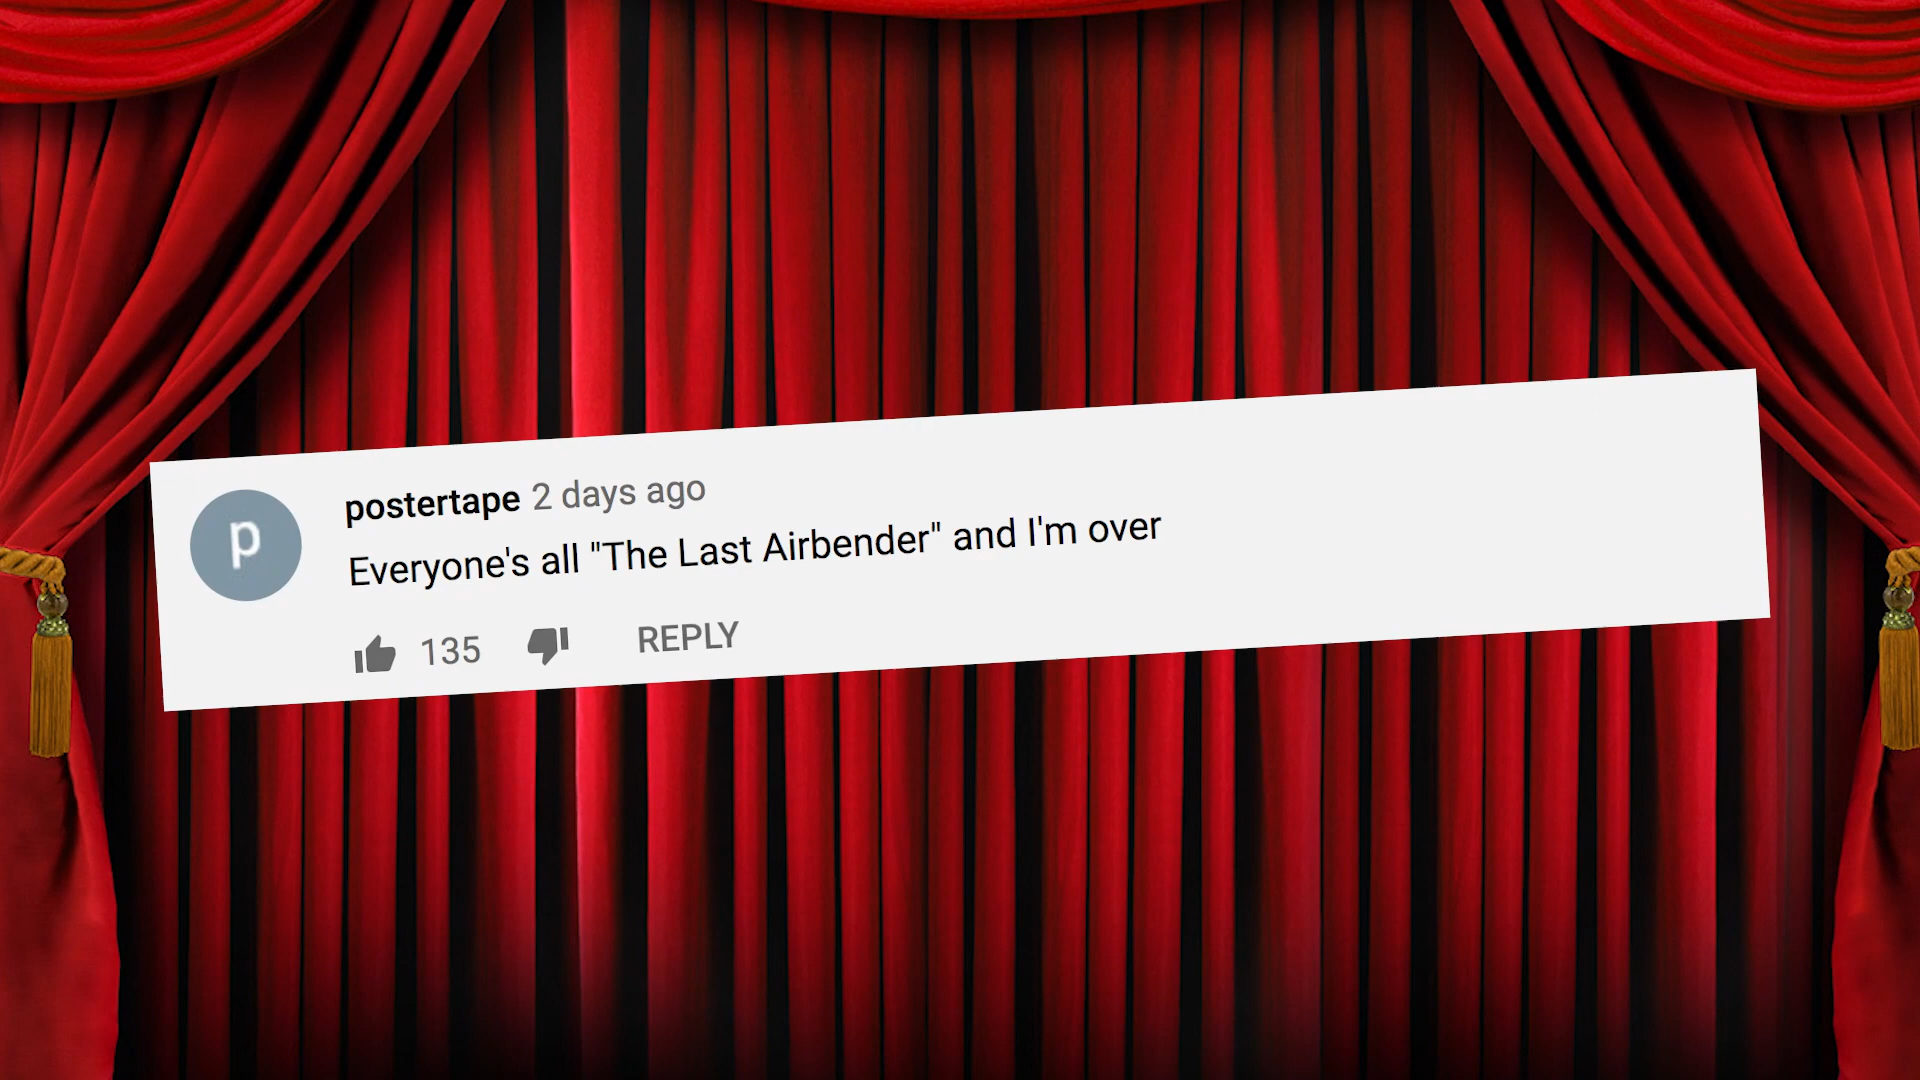 p
postertape 2 days ago
Everyone's all "The Last Airbender" and I'm over
135 REPLY